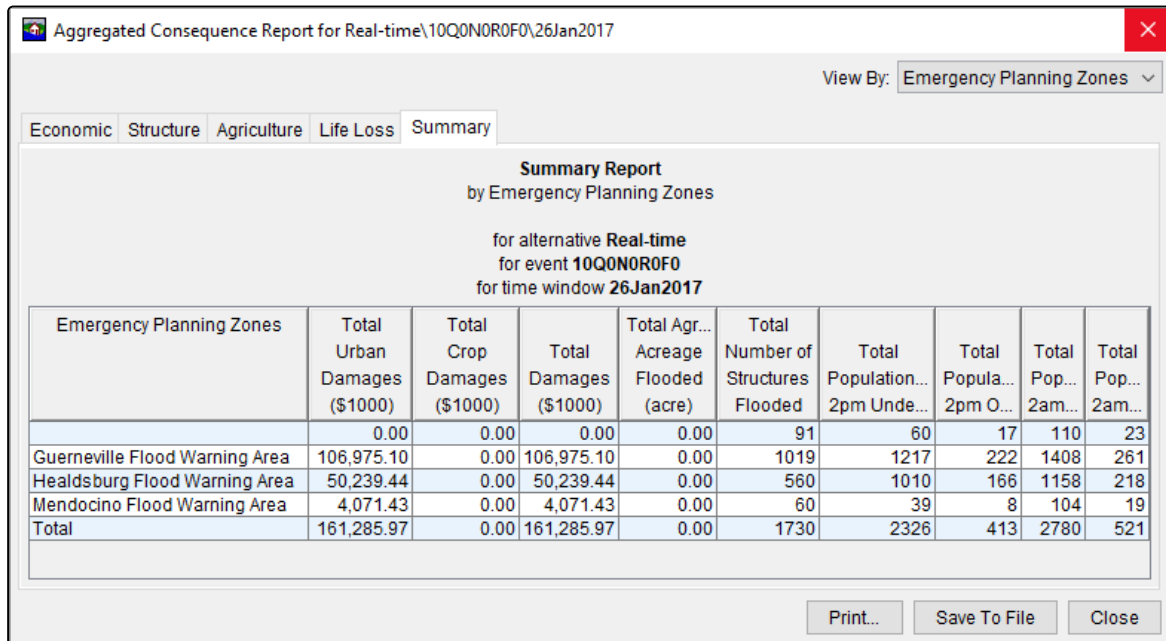 Aggregated Consequence Report for Real-time\10Q0N0R0F0\26Jan2017
View By: Emergency Planning Zones
Economic Structure Agriculture Life Loss Summary
Summary Report
by Emergency Planning Zones
for alternative Real-time
for event 10Q0N0R0F0
for time window 26Jan2017
Emergency Planning Zones Total Total Total Agr... Total
Urban Crop Total Acreage Number of Total Total Total Total
Damages Damages Damages Flooded Structures Population... Popula... Pop... Pop...
($1000) ($1000) ($1000) (acre) Flooded 2pm Unde... 2pm O... 2am... 2am...
0.00 0.00 0.00 0.00 91 60 17 110 23
Guerneville Flood Warning Area 106,975.10 0.00 106,975.10 0.00 1019 1217 222 1408 261
Healdsburg Flood Warning Area 50,239.44 0.00 50,239.44 0.00 560 1010 166 1158 218
Mendocino Flood Warning Area 4,071.43 0.00 4,071.43 0.00 60 39 8 104 19
Total 161,285.97 0.00 161,285.97 0.00 1730 2326 413 2780 521
Print... Save To File Close